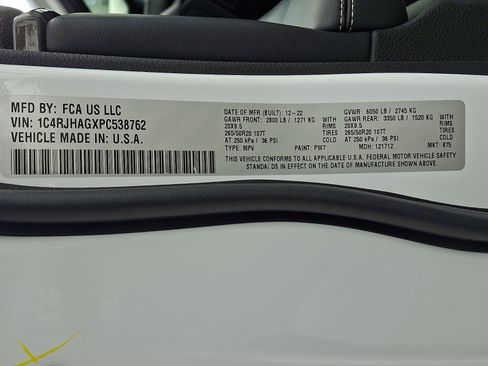 MFD BY: FCA US LLC
VIN: 1C4RJHAGXPC538762
VEHICLE MADE IN: U.S.A.
DATE OF MFR (BUILT): 12-22 GVWR: 6050 LB / 2745 KG
GAWR FRONT: 2800 LB / 1271 KG WITH GAWR REAR: 3350 LB / 1520 KG WITH
20X8.5 RIMS 20X8.5 RIMS
265/50R20 107T TIRES 265/50R20 107T TIRES
AT 250 kPa / 36 PSI COLD AT 250 kPa / 36 PSI COLD
TYPE: MPV PAINT: PW7 MDH: 121712 MKT: 875
THIS VEHICLE CONFORMS TO ALL APPLICABLE U.S.A. FEDERAL MOTOR VEHICLE SAFETY
STANDARDS IN EFFECT ON THE DATE OF MANUFACTURE SHOWN ABOVE.